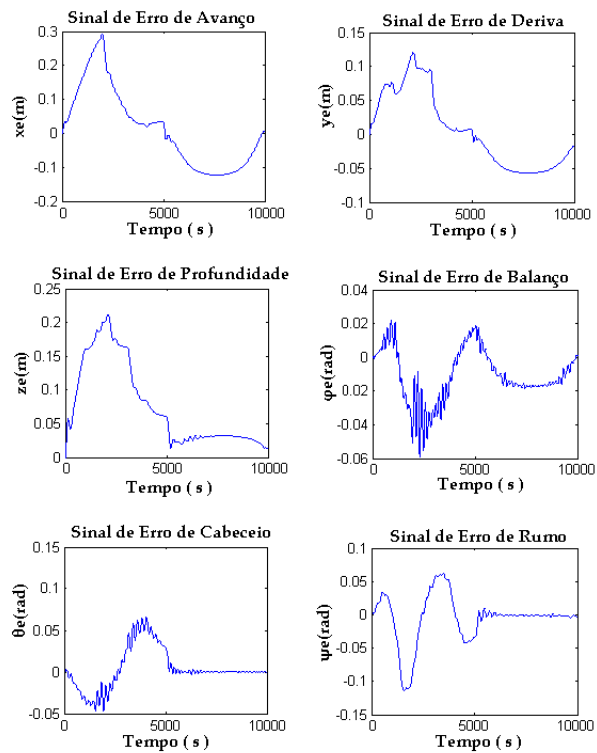 Sinal de Erro de Avanço
0.3
0.2
0.1
0
-0.1
-0.2
xe(m)
0
5000
10000
Tempo ( s )
Sinal de Erro de Deriva
0.15
0.1
0.05
0
-0.05
-0.1
ye(m)
0
5000
10000
Tempo ( s )
Sinal de Erro de Profundidade
0.25
0.2
0.15
0.1
0.05
0
ze(m)
0
5000
10000
Tempo ( s )
Sinal de Erro de Balanço
0.04
0.02
0
-0.02
-0.04
-0.06
φe(rad)
0
5000
10000
Tempo ( s )
Sinal de Erro de Cabeceio
0.15
0.1
0.05
0
-0.05
θe(rad)
0
5000
10000
Tempo ( s )
Sinal de Erro de Rumo
0.1
0.05
0
-0.05
-0.1
-0.15
ψe(rad)
0
5000
10000
Tempo ( s )